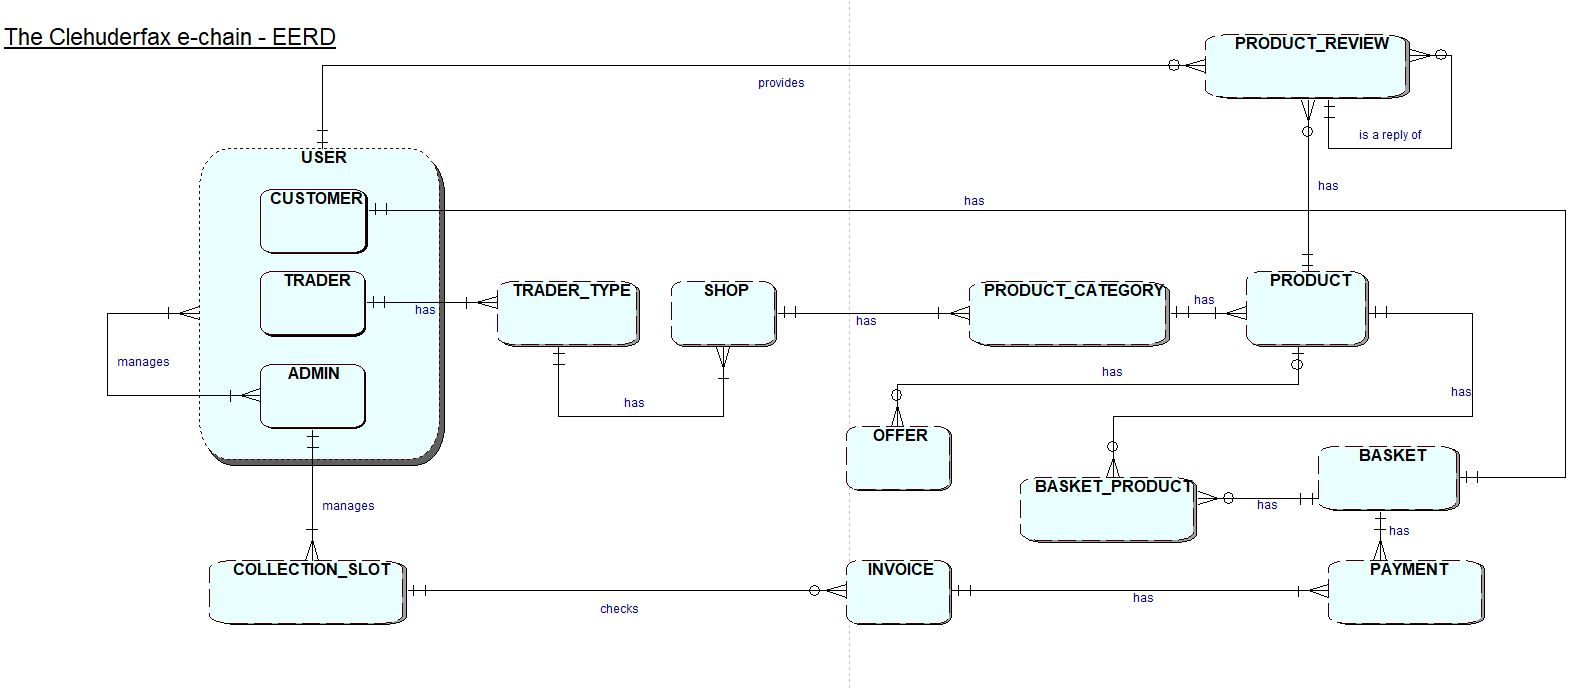 The Clehuderfax e-chain - EERD
PRODUCT_REVIEW
provides
is a reply of
USER
CUSTOMER
has
has
TRADER
has
TRADER_TYPE
SHOP
has
PRODUCT_CATEGORY
has
PRODUCT
manages
ADMIN
has
has
has
OFFER
BASKET_PRODUCT
has
BASKET
manages
has
COLLECTION_SLOT
checks
INVOICE
has
PAYMENT